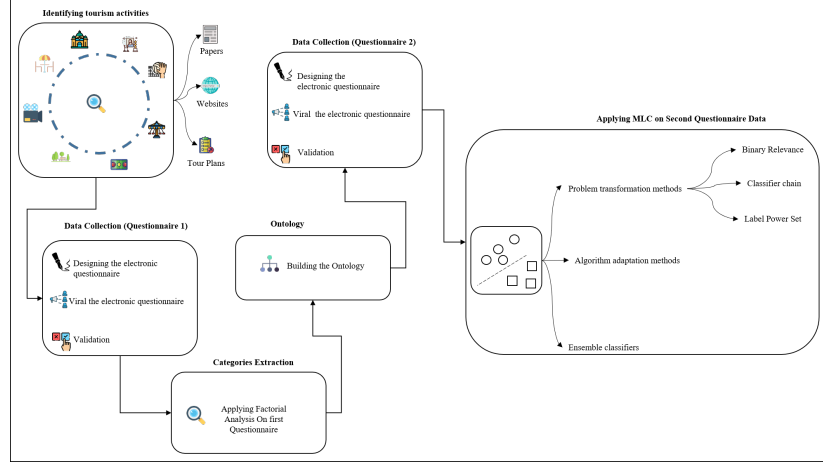 Identifying tourism activities
Papers
Websites
Tour Plans
Data Collection (Questionnaire 1)
Designing the electronic
questionnaire
Viral the electronic questionnaire
Validation
Categories Extraction
Applying Factorial
Analysis On first
Questionnaire
Ontology
Building the Ontology
Data Collection (Questionnaire 2)
Designing the
electronic questionnaire
Viral the electronic questionnaire
Validation
Applying MLC on Second Questionnaire Data
Problem transformation methods
Binary Relevance
Classifier chain
Label Power Set
Algorithm adaptation methods
Ensemble classifiers